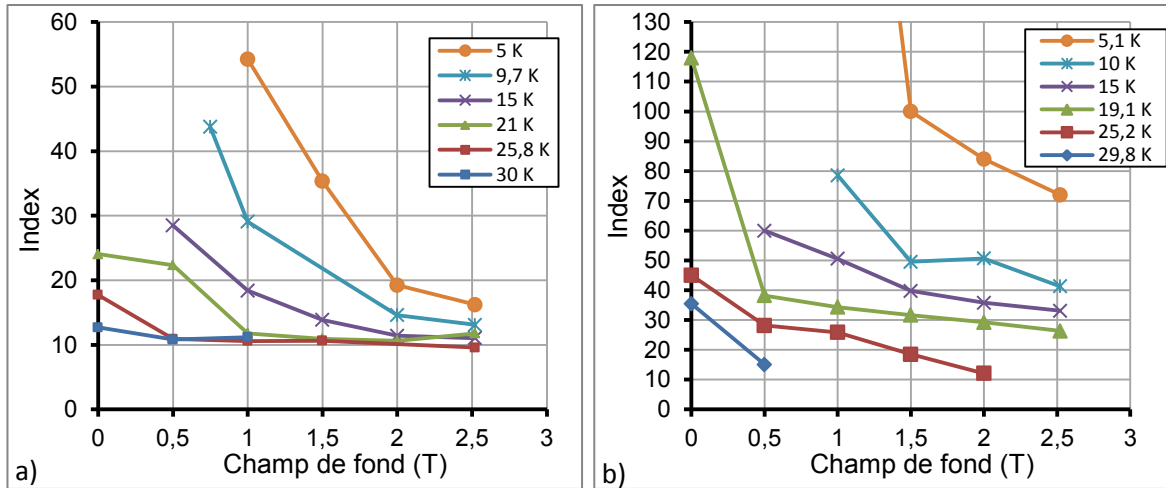 60
50
40
30
20
10
0
Index
5 K
9,7 K
15 K
21 K
25,8 K
30 K
0 0,5 1 1,5 2 2,5 3
Champ de fond (T)
a)
130
120
110
100
90
80
70
60
50
40
30
20
10
0
Index
5,1 K
10 K
15 K
19,1 K
25,2 K
29,8 K
0 0,5 1 1,5 2 2,5 3
Champ de fond (T)
b)